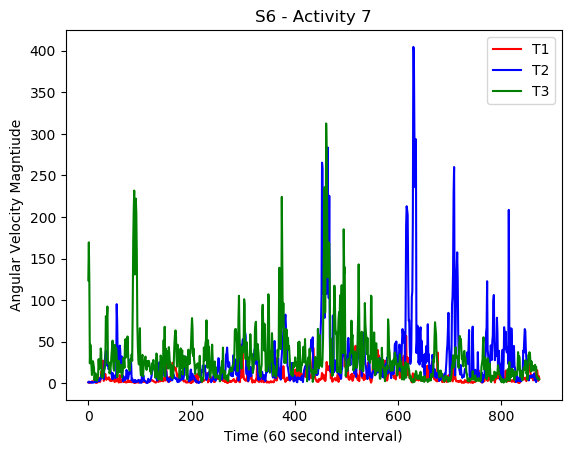 S6 - Activity 7
T1
T2
T3
Angular Velocity Magntiude
400
350
300
250
200
150
100
50
0
0 200 400 600 800
Time (60 second interval)